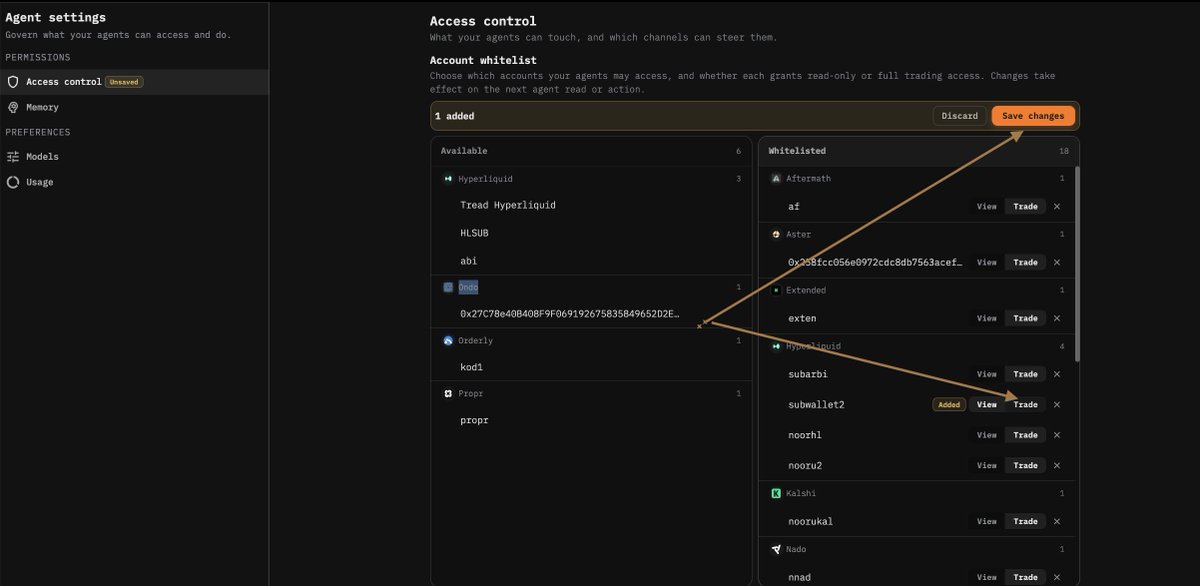 Agent settings
Govern what your agents can access and do.
PERMISSIONS
Access control Unsaved
Memory
PREFERENCES
Models
Usage
Access control
What your agents can touch, and which channels can steer them.
Account whitelist
Choose which accounts your agents may access, and whether each grants read-only or full trading access. Changes take
effect on the next agent read or action.
1 added Discard Save changes
Available 6
Hyperliquid 3
Tread Hyperliquid
HLSUB
abi
Ondo 1
0x27C78e40B408F9F069192675835849652D2E…
Orderly 1
kod1
Propr 1
propr
Whitelisted 18
Aftermath 1
af View Trade ×
Aster 1
0x258fcc056e0972cdc8db7563acef… View Trade ×
Extended 1
exten View Trade ×
Hyperliquid 4
subarbi View Trade ×
subwallet2 Added View Trade ×
noorhl View Trade ×
nooru2 View Trade ×
Kalshi 1
noorukal View Trade ×
Nado 1
nnad View Trade ×